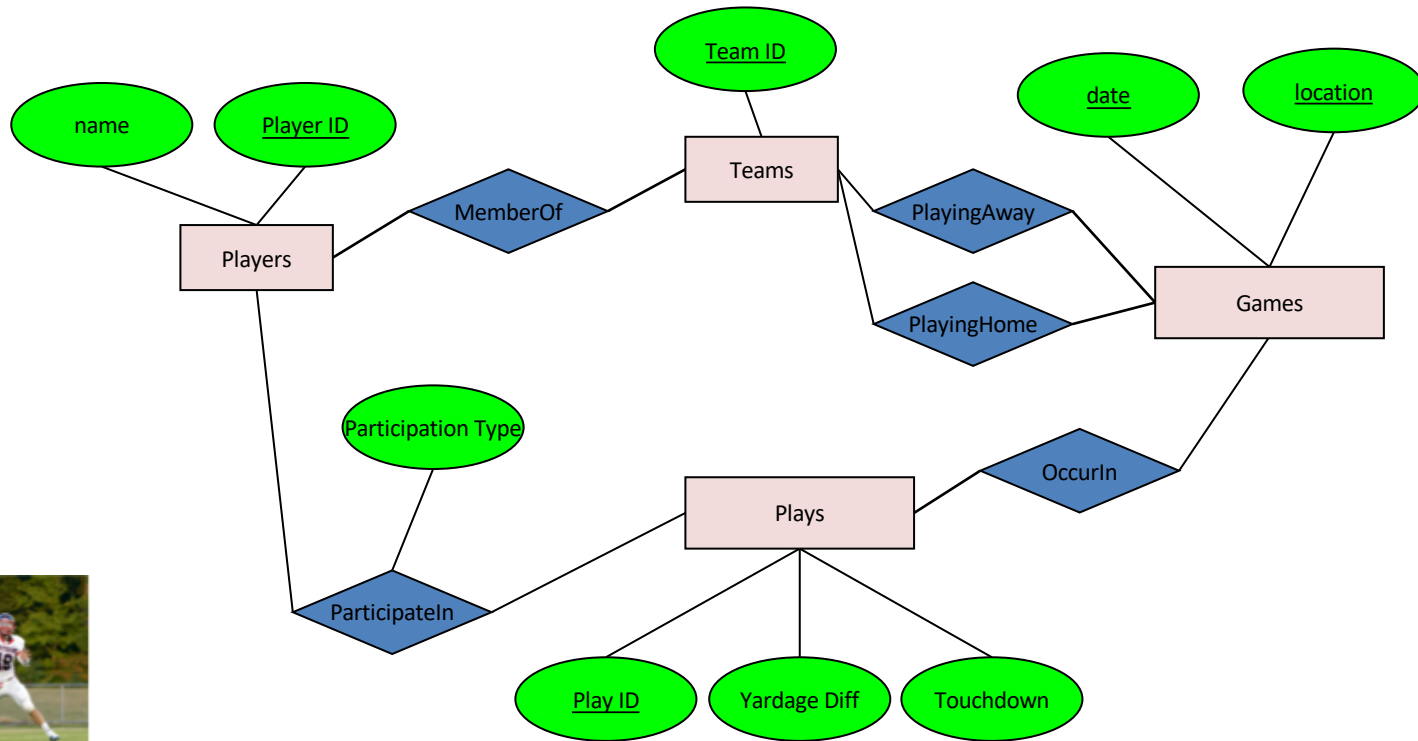 Team ID
date
location
name
Player ID
Teams
MemberOf
PlayingAway
Players
Games
PlayingHome
Participation Type
OccurIn
Plays
ParticipateIn
Play ID
Yardage Diff
Touchdown